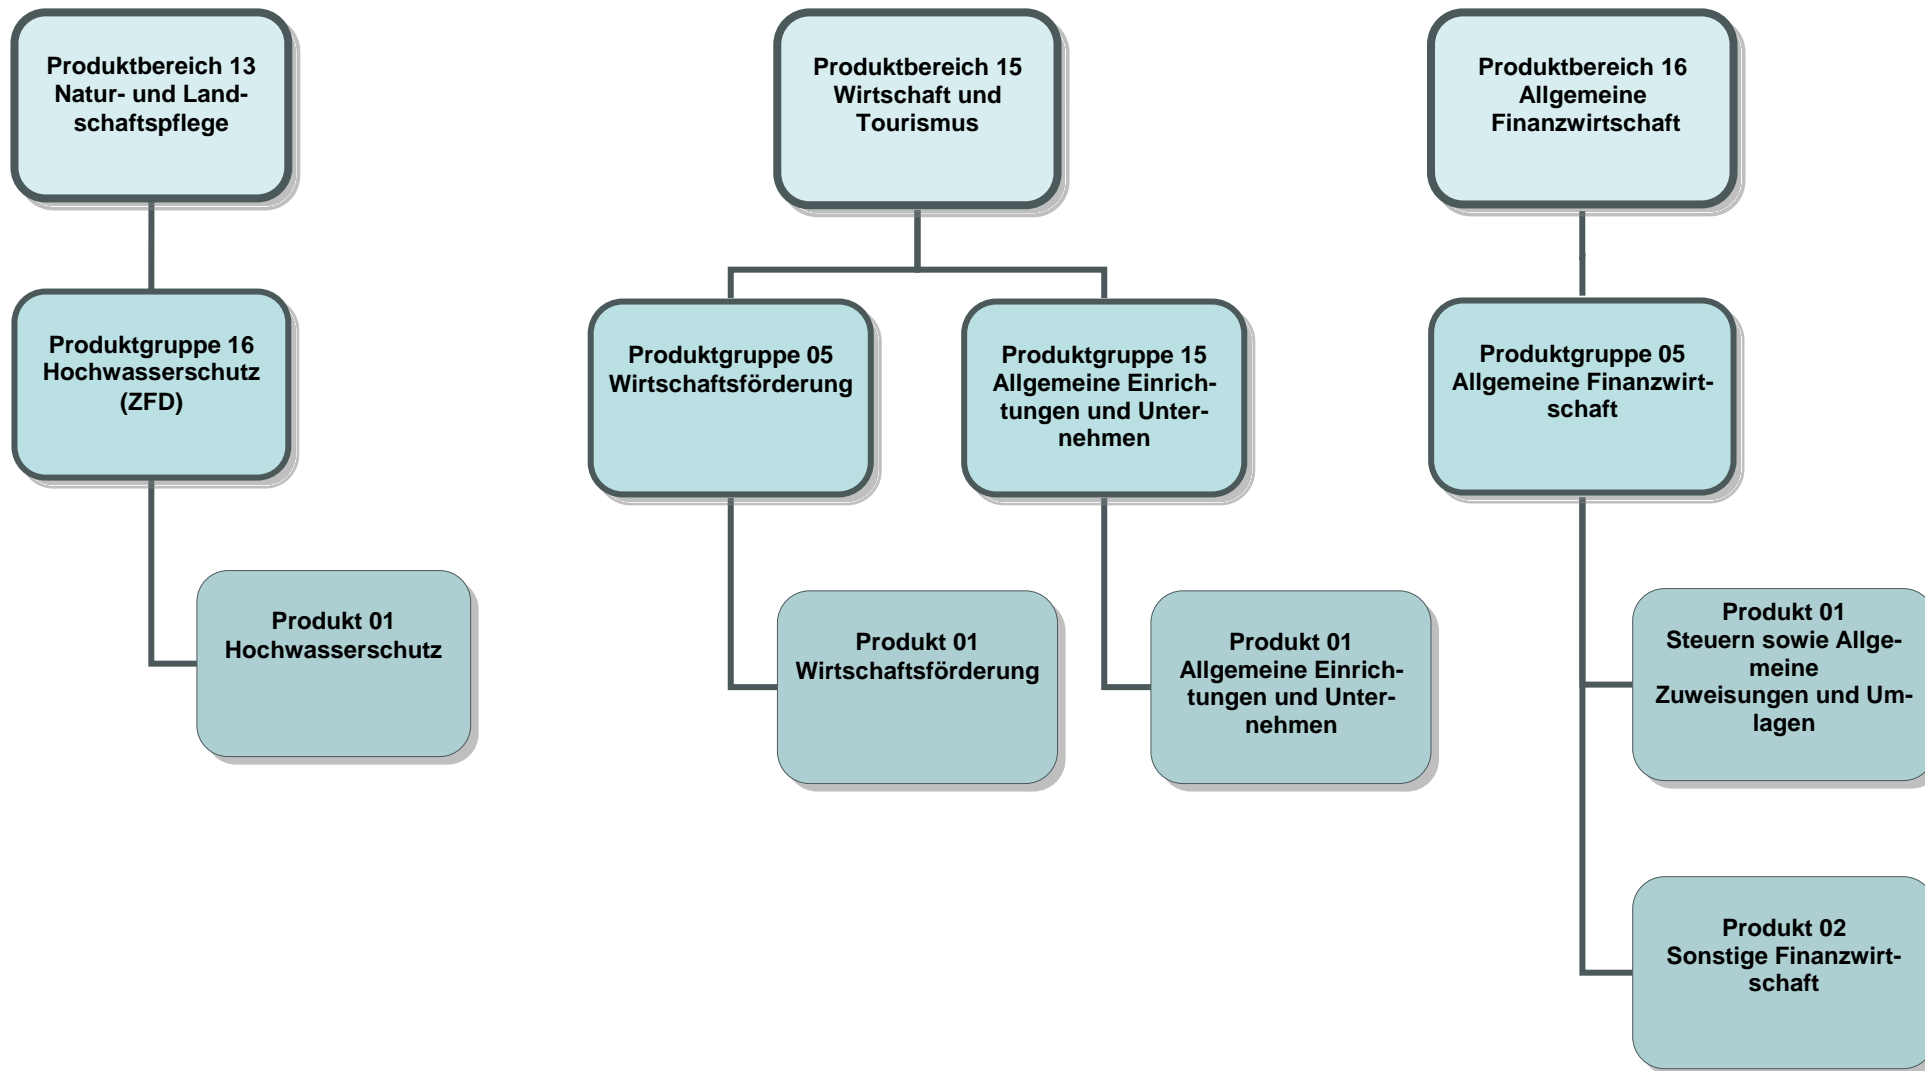 Produktbereich 13
Natur- und Land-
schaftspflege
Produktbereich 15
Wirtschaft und
Tourismus
Produktbereich 16
Allgemeine
Finanzwirtschaft
Produktgruppe 16
Hochwasserschutz
(ZFD)
Produktgruppe 05
Wirtschaftsförderung
Produktgruppe 15
Allgemeine Einrich-
tungen und Unter-
nehmen
Produktgruppe 05
Allgemeine Finanzwirt-
schaft
Produkt 01
Hochwasserschutz
Produkt 01
Wirtschaftsförderung
Produkt 01
Allgemeine Einrich-
tungen und Unter-
nehmen
Produkt 01
Steuern sowie Allge-
meine
Zuweisungen und Um-
lagen
Produkt 02
Sonstige Finanzwirt-
schaft